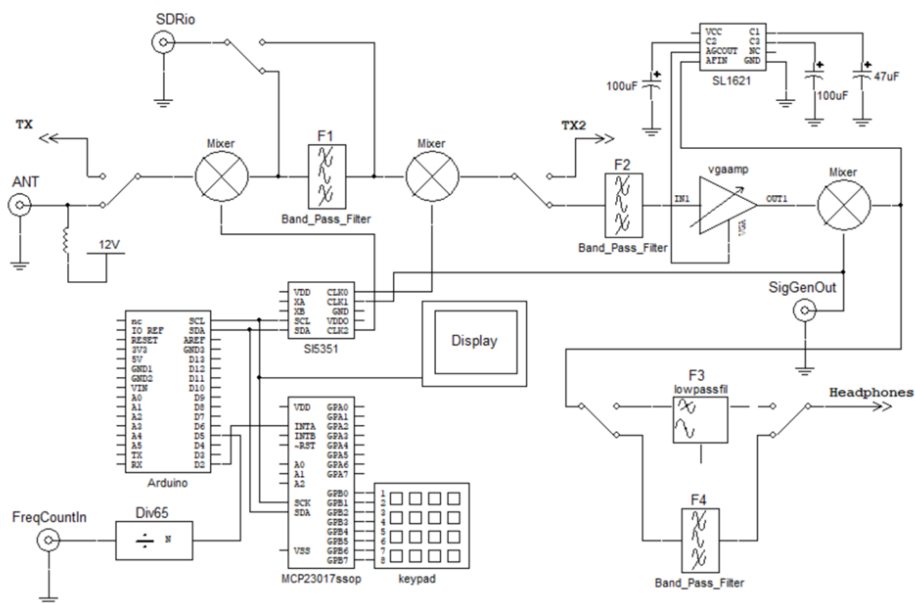 SDRio
TX
ANT
12V
Mixer
F1
Band_Pass_Filter
Mixer
TX2
F2
Band_Pass_Filter
vgaamp
IN1
OUT1
VGA
Mixer
VCC C1
C2 C3
AGCOUT NC
AFIN GND
SL1621
100uF
100uF
47uF
SigGenOut
VDD CLK0
XA CLK1
XB GND
SCL VDDO
SDA CLK2
SI5351
Display
nc SCL
IO REF SDA
RESET AREF
3V3 GND3
5V D13
GND1 D12
GND2 D11
VIN D10
A0 D9
A1 D8
A2 D7
A3 D6
A4 D5
A5 D4
TX D3
RX D2
Arduino
VDD GPA0
GPA1
INTA GPA2
INTB GPA3
~RST GPA4
GPA5
A0 GPA6
A1 GPA7
A2
GPB0 1
SCK GPB1 2
SDA GPB2 3
GPB3 4
GPB4 5
GPB5 6
VSS GPB6 7
GPB7 8
MCP23017ssop
keypad
FreqCountIn
Div65
÷ N
F3
lowpassfil
Headphones
F4
Band_Pass_Filter